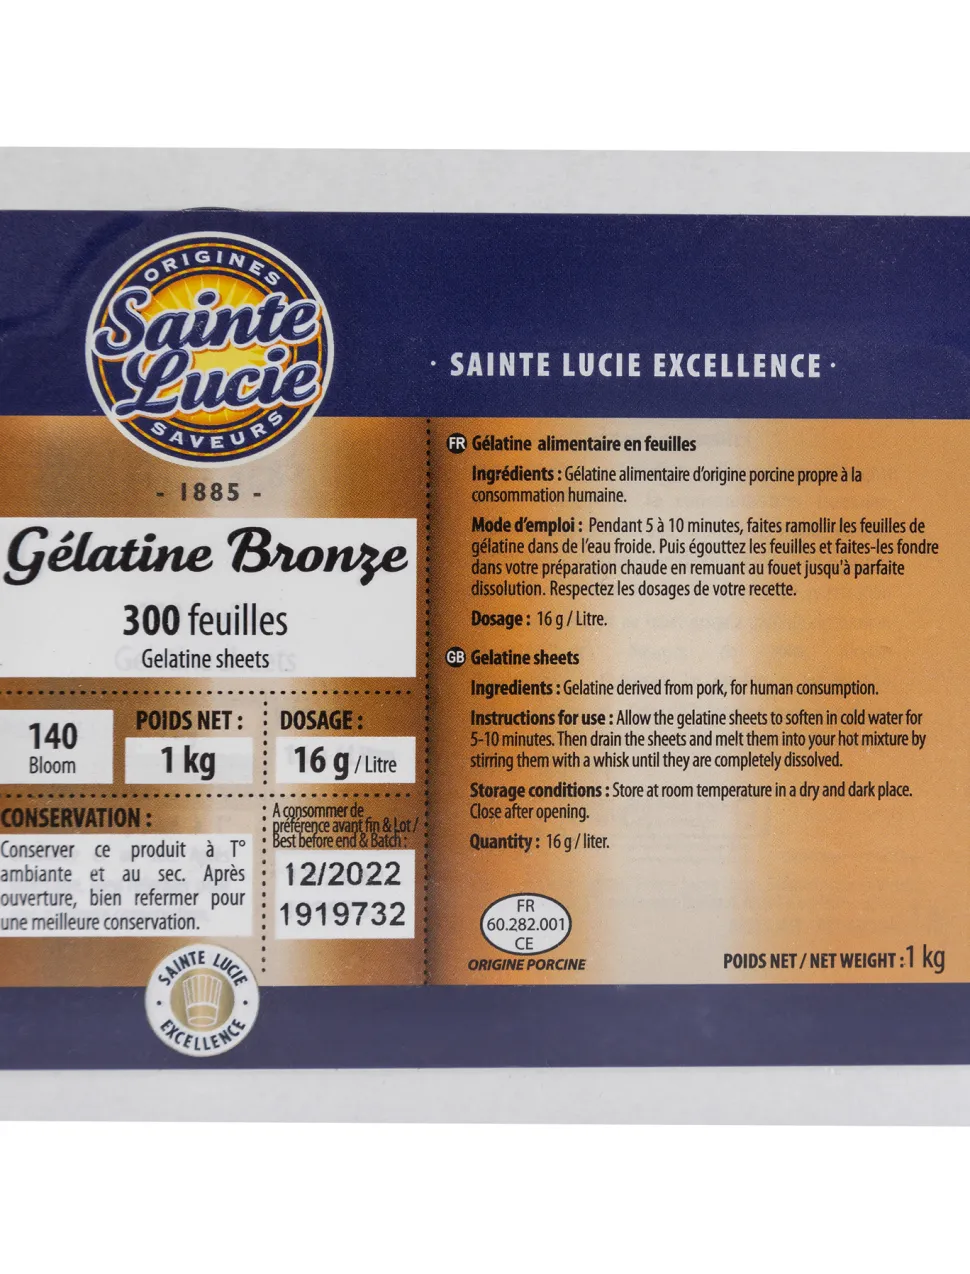 ORIGINES
Sainte
Lucie
SAVEURS
- 1885 -
Gélatine Bronze
300 feuilles
Gelatine sheets
140
Bloom
POIDS NET :
1 kg
DOSAGE :
16 g / Litre
CONSERVATION :
Conserver ce produit à T°
ambiante et au sec. Après
ouverture, bien refermer pour
une meilleure conservation.
A consommer de
préférence avant fin & Lot /
Best before end & Batch :
12/2022
1919732
SAINTE LUCIE
EXCELLENCE
· SAINTE LUCIE EXCELLENCE ·
FR Gélatine alimentaire en feuilles
Ingrédients : Gélatine alimentaire d'origine porcine propre à la
consommation humaine.
Mode d'emploi : Pendant 5 à 10 minutes, faites ramollir les feuilles de
gélatine dans de l'eau froide. Puis égouttez les feuilles et faites-les fondre
dans votre préparation chaude en remuant au fouet jusqu'à parfaite
dissolution. Respectez les dosages de votre recette.
Dosage : 16 g / Litre.
GB Gelatine sheets
Ingredients : Gelatine derived from pork, for human consumption.
Instructions for use : Allow the gelatine sheets to soften in cold water for
5-10 minutes. Then drain the sheets and melt them into your hot mixture by
stirring them with a whisk until they are completely dissolved.
Storage conditions : Store at room temperature in a dry and dark place.
Close after opening.
Quantity : 16 g / liter.
FR
60.282.001
CE
ORIGINE PORCINE
POIDS NET / NET WEIGHT : 1 kg